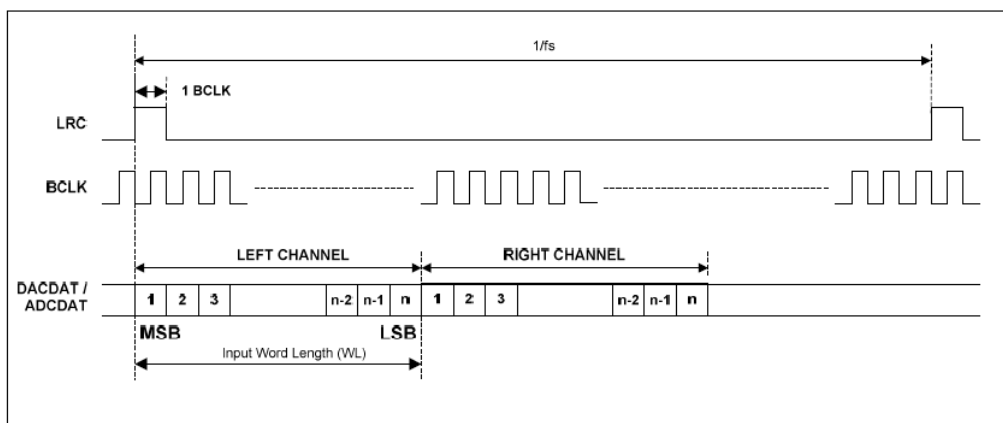 1/fs
1 BCLK
LRC
BCLK
LEFT CHANNEL
RIGHT CHANNEL
DACDAT /
ADCDAT
1 2 3 n-2 n-1 n 1 2 3 n-2 n-1 n
MSB LSB
Input Word Length (WL)